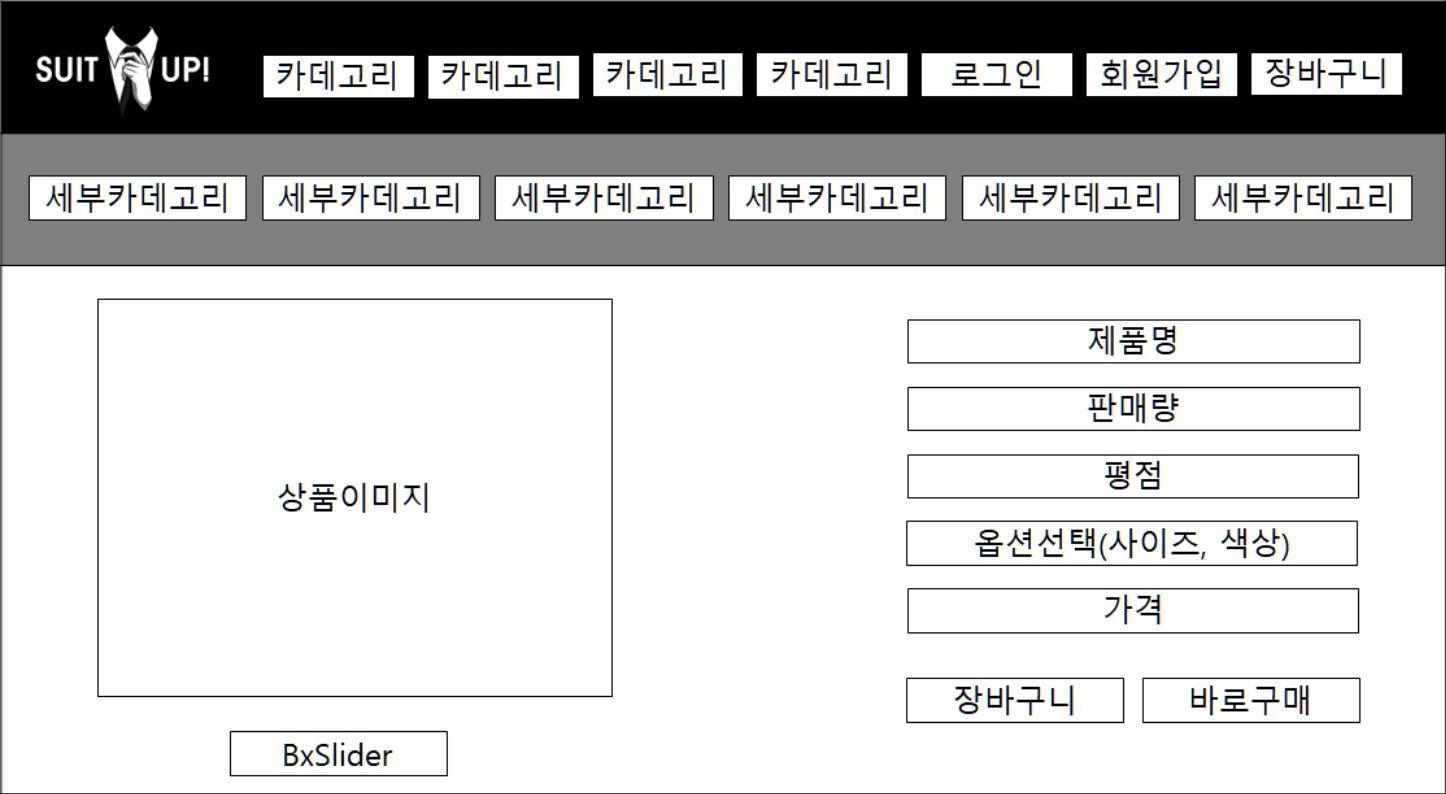 SUIT UP!
카데고리 카데고리 카데고리 카데고리 로그인 회원가입 장바구니
세부카데고리 세부카데고리 세부카데고리 세부카데고리 세부카데고리 세부카데고리
상품이미지
BxSlider
제품명
판매량
평점
옵션선택(사이즈, 색상)
가격
장바구니 바로구매